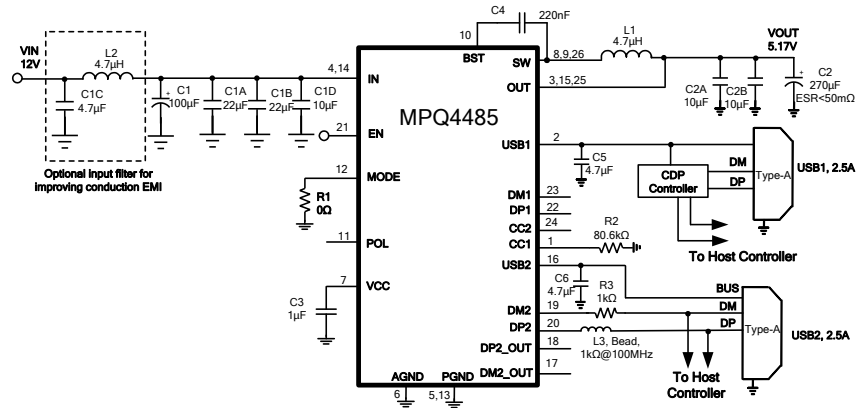 C4
220nF
10
BST
VIN
12V
L2
4.7µH
C1C
4.7µF
Optional input filter for
improving conduction EMI
C1
100µF
C1A
22µF
C1B
22µF
C1D
10µF
4,14
IN
21
EN
12
MODE
R1
0Ω
11
POL
7
VCC
C3
1µF
MPQ4485
AGND
6
PGND
5,13
SW
8,9,26
L1
4.7µH
VOUT
5.17V
OUT
3,15,25
C2A
10µF
C2B
10µF
C2
270µF
ESR<50mΩ
USB1
2
C5
4.7µF
CDP
Controller
DM
DP
Type-A
USB1, 2.5A
To Host Controller
DM1
23
DP1
22
CC2
24
CC1
1
R2
80.6kΩ
USB2
16
C6
4.7µF
R3
1kΩ
DM2
19
DP2
20
L3, Bead,
1kΩ@100MHz
DP2_OUT
18
DM2_OUT
17
BUS
DM
DP
Type-A
USB2, 2.5A
To Host
Controller